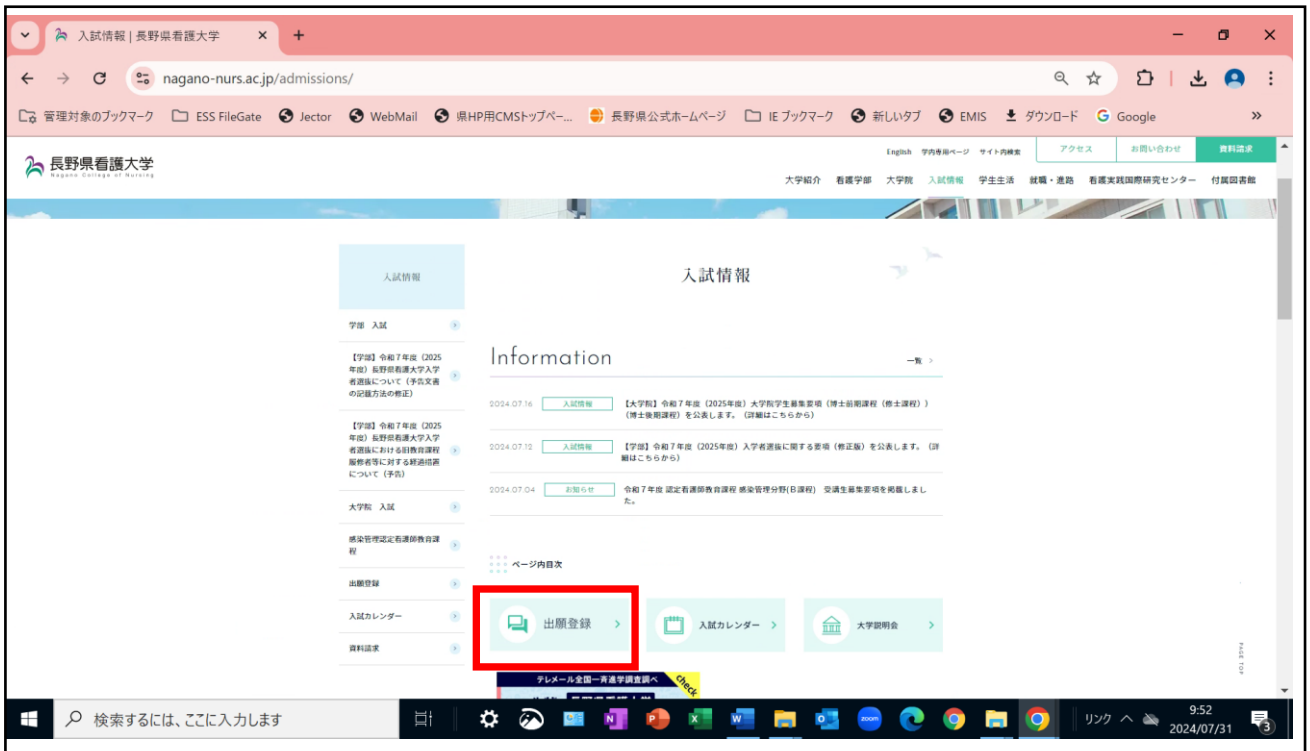 入試情報 | 長野県看護大学
nagano-nurs.ac.jp/admissions/
管理対象のブックマーク ESS FileGate Jector WebMail 県HP用CMSトップペー... 長野県公式ホームページ IE ブックマーク 新しいタブ EMIS ダウンロード Google »
長野県看護大学
Nagano College of Nursing
English 学内専用ページ サイト内検索 アクセス お問い合わせ 資料請求
大学紹介 看護学部 大学院 入試情報 学生生活 就職・進路 看護実践国際研究センター 付属図書館
入試情報
学部 入試
【学部】令和7年度(2025
年度)長野県看護大学入学
者選抜について(予告文書
の記載方法の修正)
【学部】令和7年度(2025
年度)長野県看護大学入学
者選抜における旧教育課程
履修者等に対する経過措置
について(予告)
大学院 入試
感染管理認定看護師教育課
程
出願登録
入試カレンダー
資料請求
入試情報
Information
一覧
2024.07.16 入試情報 【大学院】令和7年度(2025年度)大学院学生募集要項(博士前期課程(修士課程))
(博士後期課程)を公表します。(詳細はこちらから)
2024.07.12 入試情報 【学部】令和7年度(2025年度)入学者選抜に関する要項(修正版)を公表します。(詳
細はこちらから)
2024.07.04 お知らせ 令和7年度 認定看護師教育課程 感染管理分野(B課程) 受講生募集要項を掲載しまし
た。
ページ内目次
出願登録
入試カレンダー
大学説明会
テレメール全国一斉進学調査調べ
check
PAGE TOP
検索するには、ここに入力します
zoom
リンク
9:52
2024/07/31
3